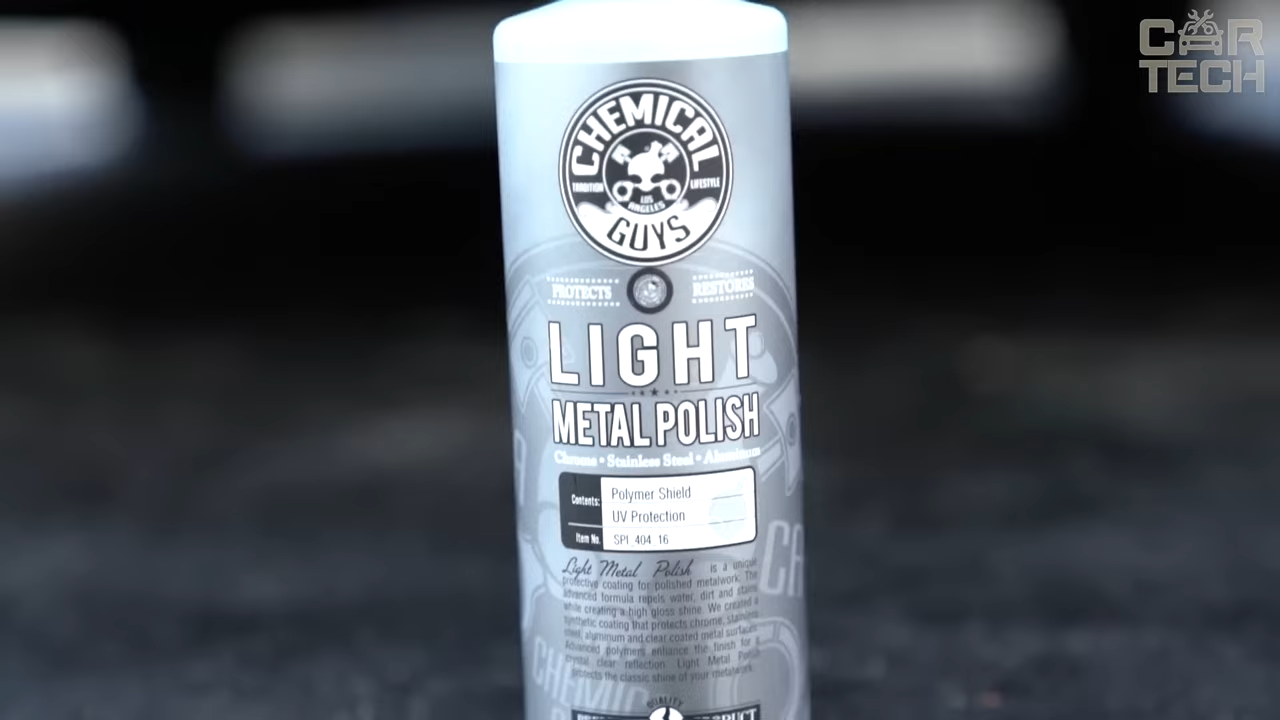 CAR
TECH
CHEMICAL
TRADITION LIFESTYLE
LOS
ANGELES
GUYS
PROTECTS RESTORES
LIGHT
METAL POLISH
Chrome • Stainless Steel • Aluminum
Contents: Polymer Shield
UV Protection
Item No. SPI_404_16
Light Metal Polish is a unique
protective coating for polished metalwork. The
advanced formula repels water, dirt and stains
while creating a high gloss shine. We created a
synthetic coating that protects chrome, stainless
steel, aluminum and clear coated metal surfaces.
Advanced polymers enhance the finish for a
crystal clear reflection. Light Metal Polish
protects the classic shine of your metalwork.
QUALITY
PRODUCT
CHEMIC